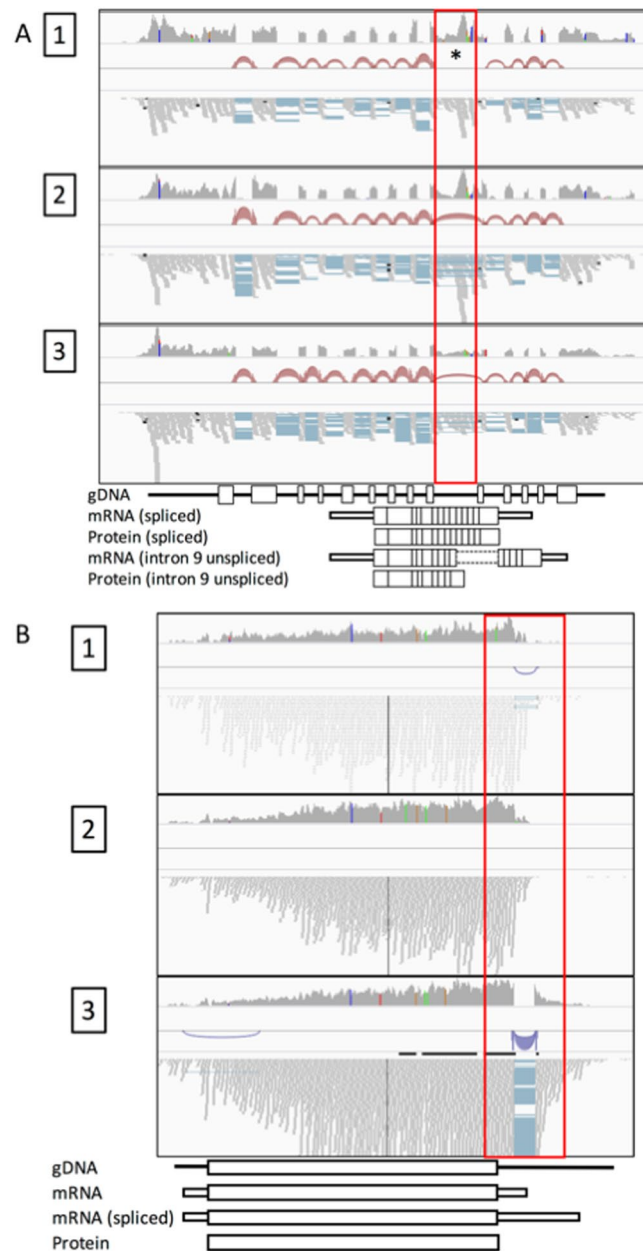 A
1
*
2
3
gDNA
mRNA (spliced)
Protein (spliced)
mRNA (intron 9 unspliced)
Protein (intron 9 unspliced)
B
1
2
3
gDNA
mRNA
mRNA (spliced)
Protein